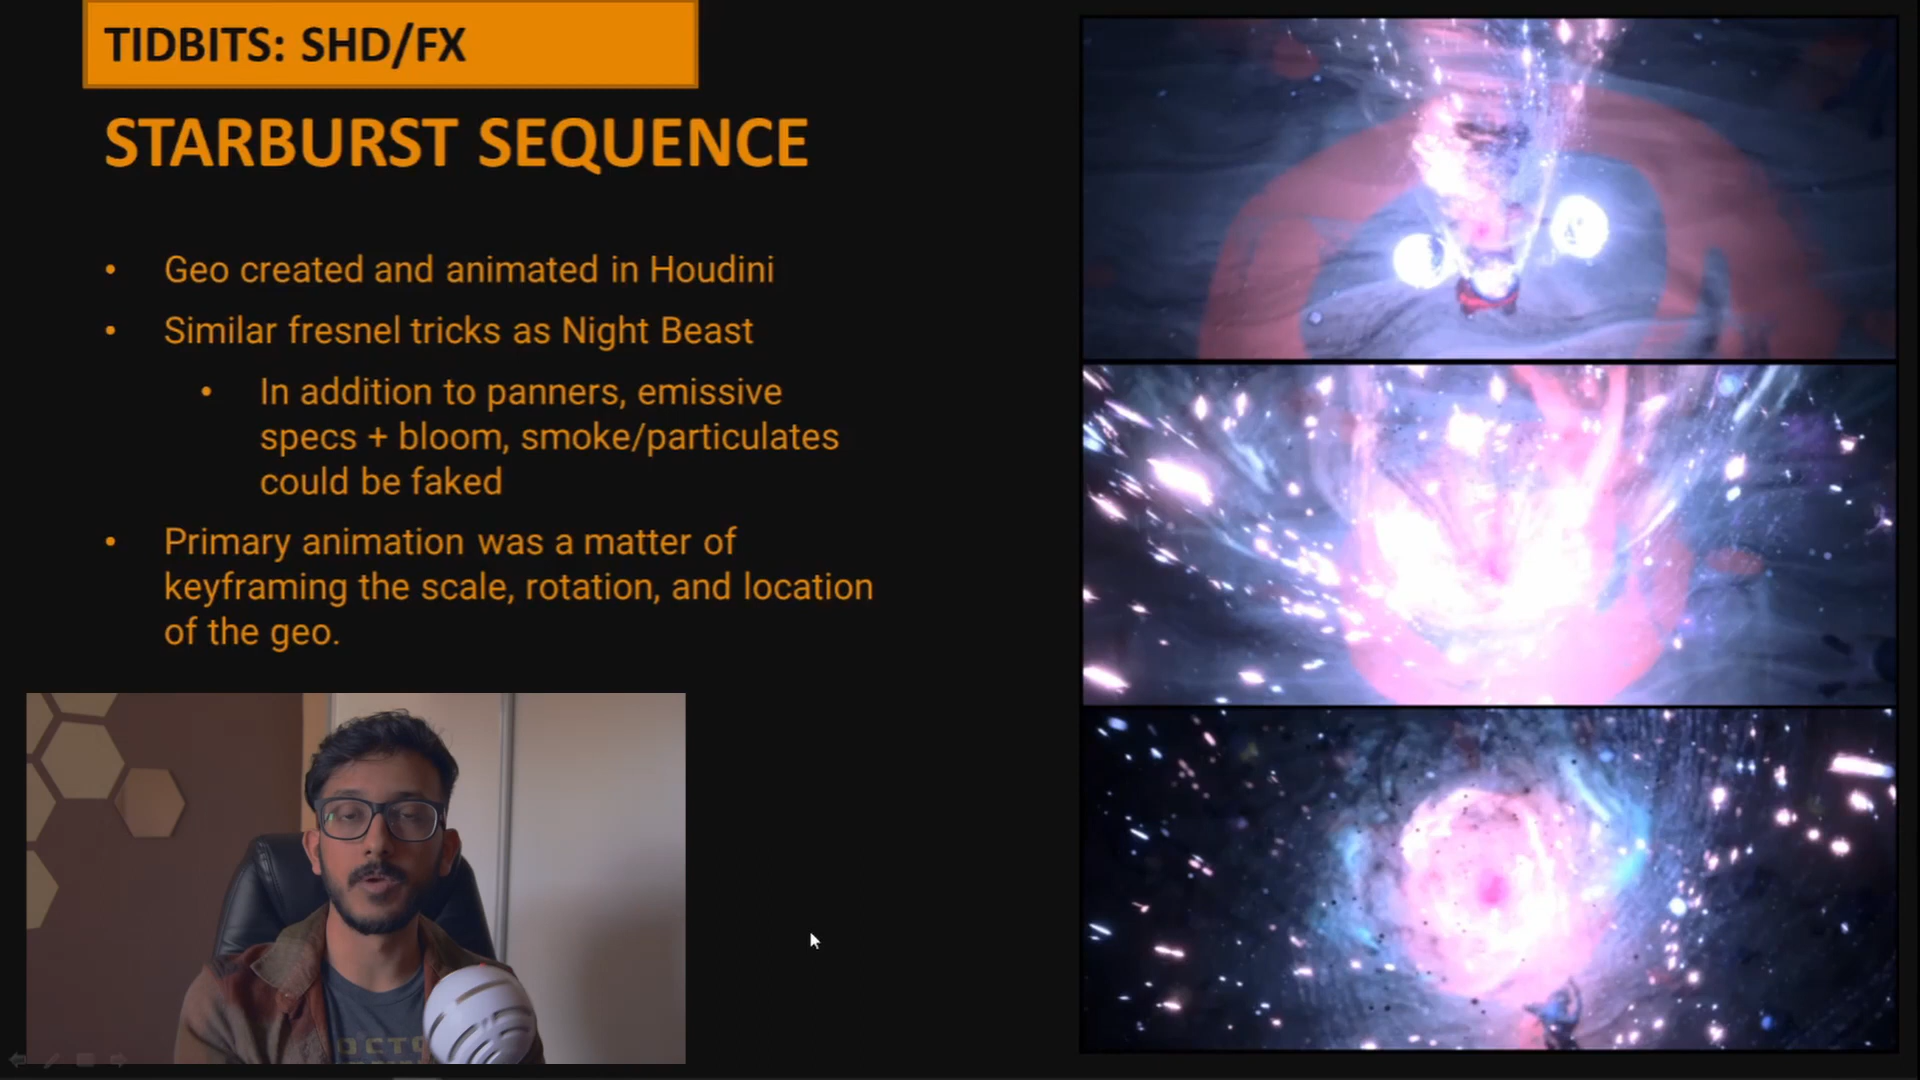 TIDBITS: SHD/FX
STARBURST SEQUENCE
• Geo created and animated in Houdini
• Similar fresnel tricks as Night Beast
• In addition to panners, emissive
specs + bloom, smoke/particulates
could be faked
• Primary animation was a matter of
keyframing the scale, rotation, and location
of the geo.
OCTO